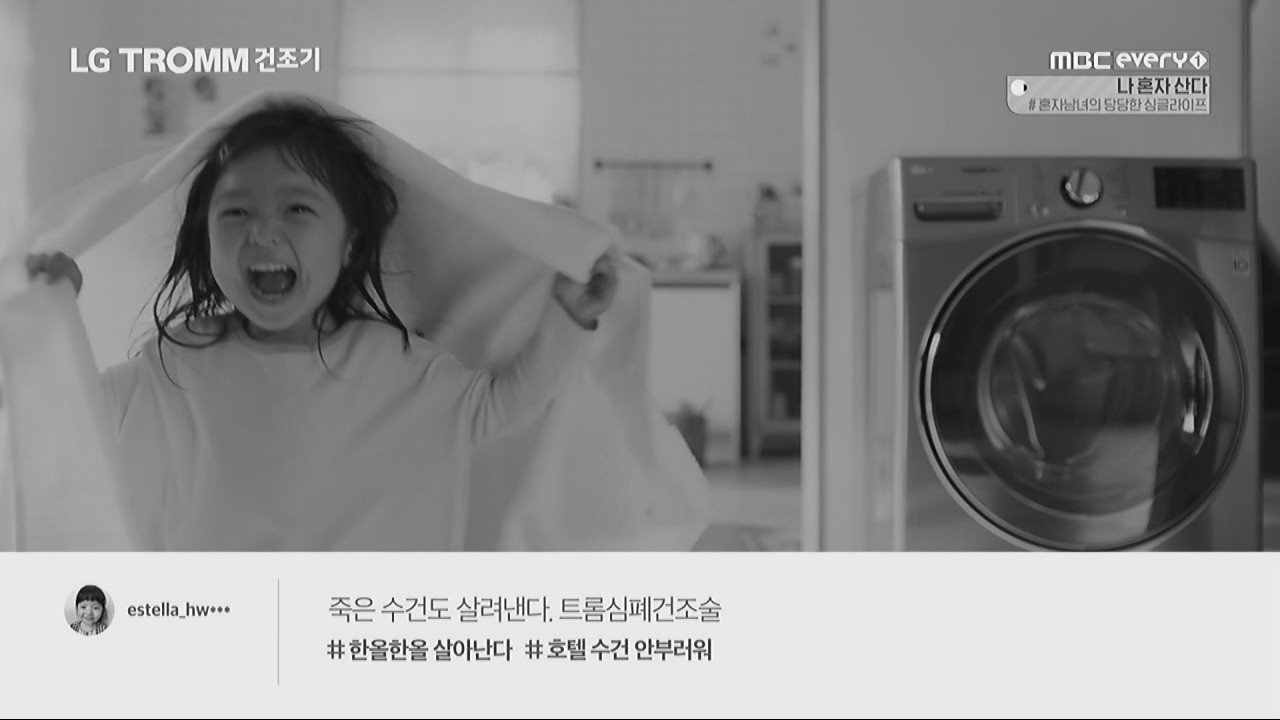 LG TROMM 건조기
MBC every1
나 혼자 산다
# 혼자남녀의 당당한 싱글라이프
estella_hw***
죽은 수건도 살려낸다. 트롬심폐건조술
# 한올한올 살아난다 # 호텔 수건 안부러워